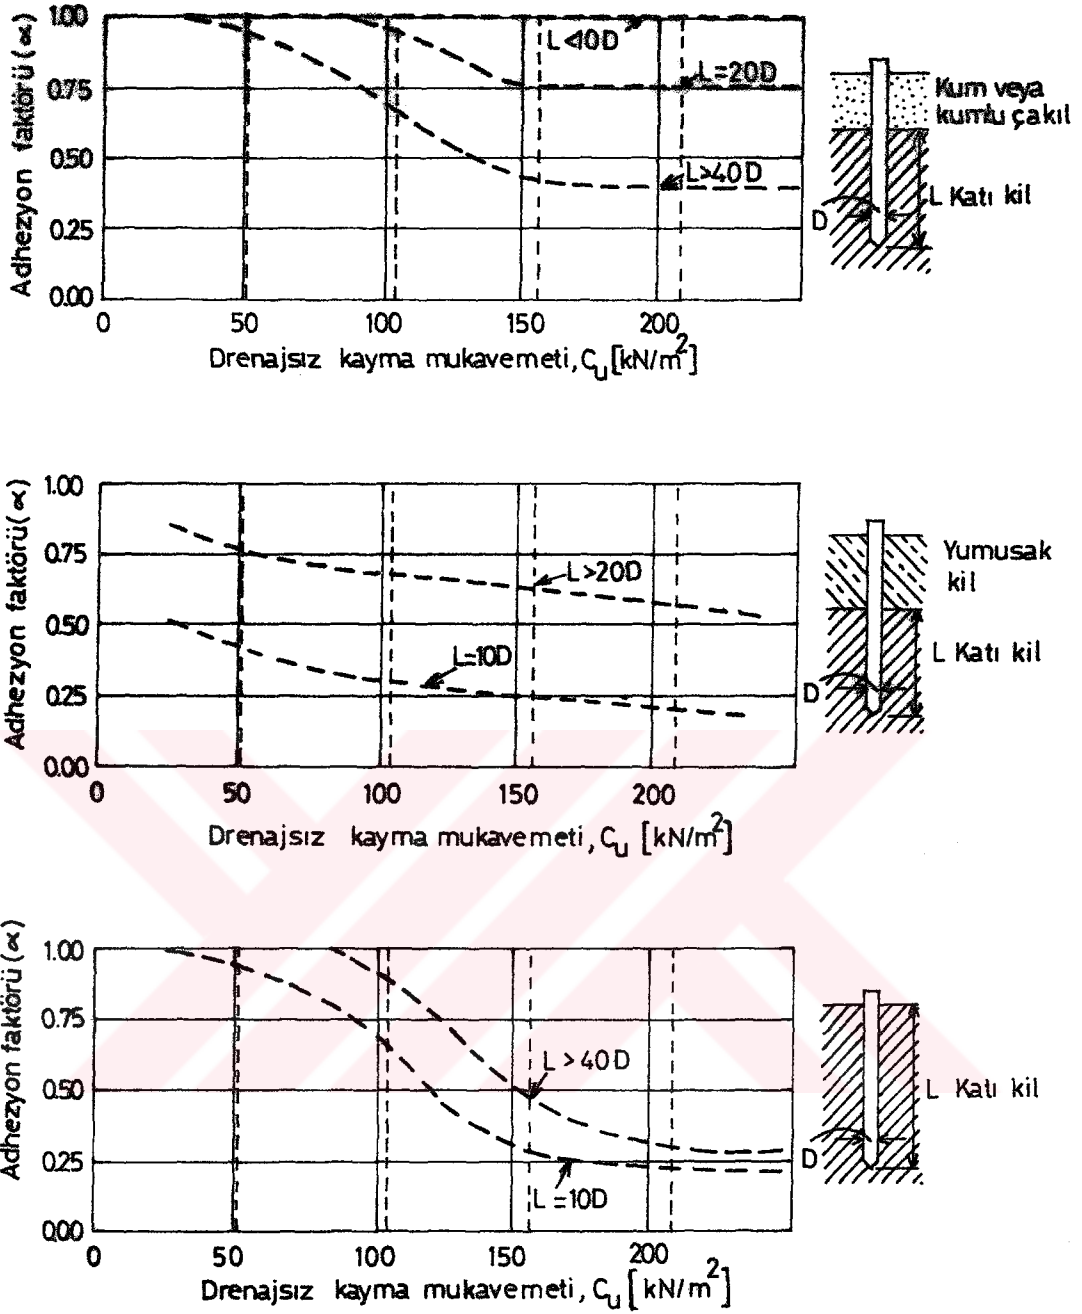 Adhezyon faktörü (α)
1.00
0.75
0.50
0.25
0.00
0 50 100 150 200
Drenajsız kayma mukavemeti, Cu [kN/m²]
L<10D
L=20D
L>40D
Kum veya
kumlu çakıl
L Katı kil
D
Adhezyon faktörü (α)
1.00
0.75
0.50
0.25
0.00
0 50 100 150 200
Drenajsız kayma mukavemeti, Cu [kN/m²]
L>20D
L=10D
Yumusak
kil
L Katı kil
D
Adhezyon faktörü (α)
1.00
0.75
0.50
0.25
0.00
0 50 100 150 200
Drenajsız kayma mukavemeti, Cu [kN/m²]
L>40D
L=10D
L Katı kil
D